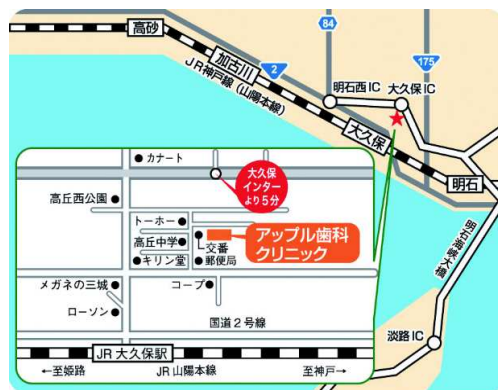 高砂
84
加古川
2
JR神戸線(山陽本線)
175
明石西IC
大久保IC
大久保
明石
明石海峡大橋
淡路IC
カナート
大久保
インター
より5分
高丘西公園
トーホー
高丘中学
キリン堂
交番
郵便局
アップル歯科
クリニック
メガネの三城
コープ
ローソン
国道2号線
JR 大久保駅
←至姫路
JR 山陽本線
至神戸→